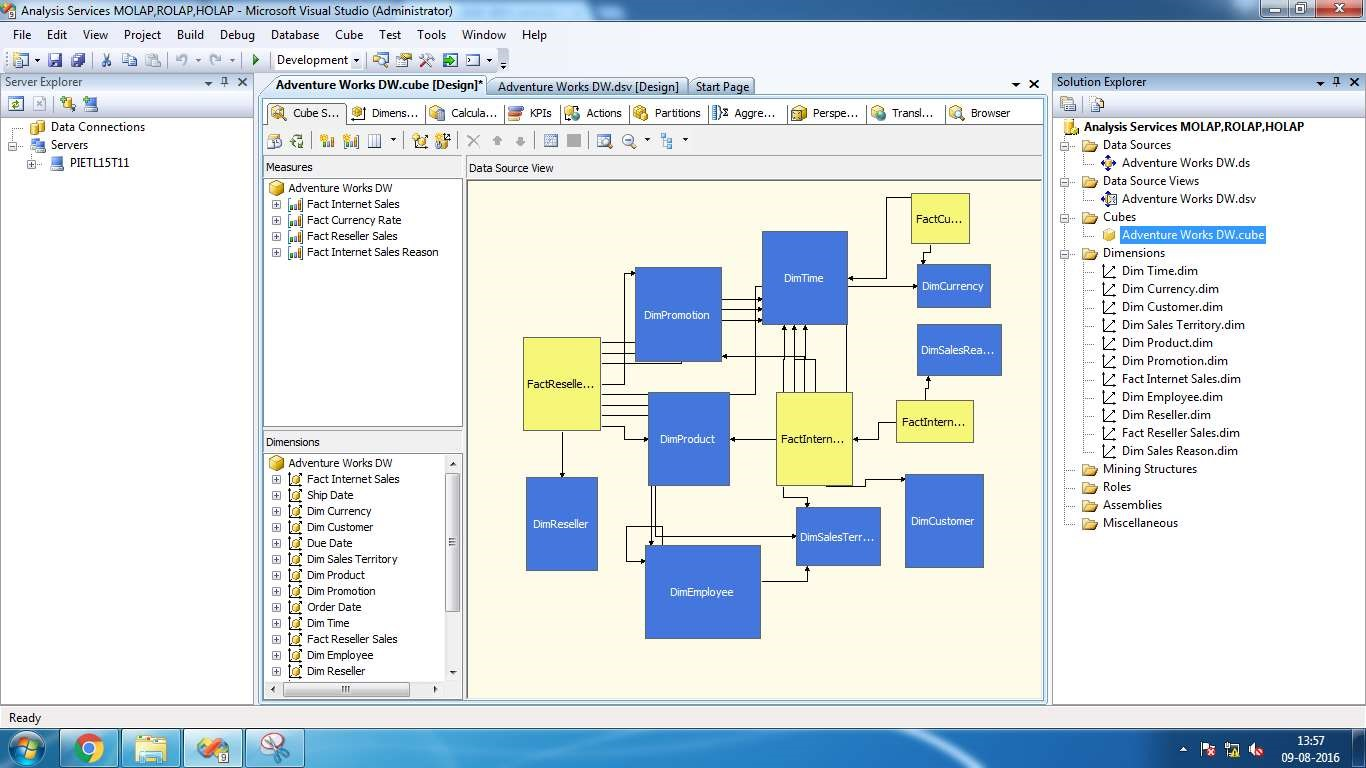 Analysis Services MOLAP,ROLAP,HOLAP - Microsoft Visual Studio (Administrator)
File Edit View Project Build Debug Database Cube Test Tools Window Help
Development
Server Explorer
Data Connections
Servers
PIETL15T11
Adventure Works DW.cube [Design]* Adventure Works DW.dsv [Design] Start Page
Cube S... Dimens... Calcula... KPIs Actions Partitions Aggre... Perspe... Transl... Browser
Measures
Adventure Works DW
Fact Internet Sales
Fact Currency Rate
Fact Reseller Sales
Fact Internet Sales Reason
Dimensions
Adventure Works DW
Fact Internet Sales
Ship Date
Dim Currency
Dim Customer
Due Date
Dim Sales Territory
Dim Product
Dim Promotion
Order Date
Dim Time
Fact Reseller Sales
Dim Employee
Dim Reseller
Data Source View
FactCu...
DimTime
DimCurrency
DimPromotion
DimSalesRea...
FactReselle...
FactIntern...
DimProduct
FactIntern...
DimReseller
DimCustomer
DimSalesTerr...
DimEmployee
Solution Explorer
Analysis Services MOLAP,ROLAP,HOLAP
Data Sources
Adventure Works DW.ds
Data Source Views
Adventure Works DW.dsv
Cubes
Adventure Works DW.cube
Dimensions
Dim Time.dim
Dim Currency.dim
Dim Customer.dim
Dim Sales Territory.dim
Dim Product.dim
Dim Promotion.dim
Fact Internet Sales.dim
Dim Employee.dim
Dim Reseller.dim
Fact Reseller Sales.dim
Dim Sales Reason.dim
Mining Structures
Roles
Assemblies
Miscellaneous
Ready
9
13:57
09-08-2016